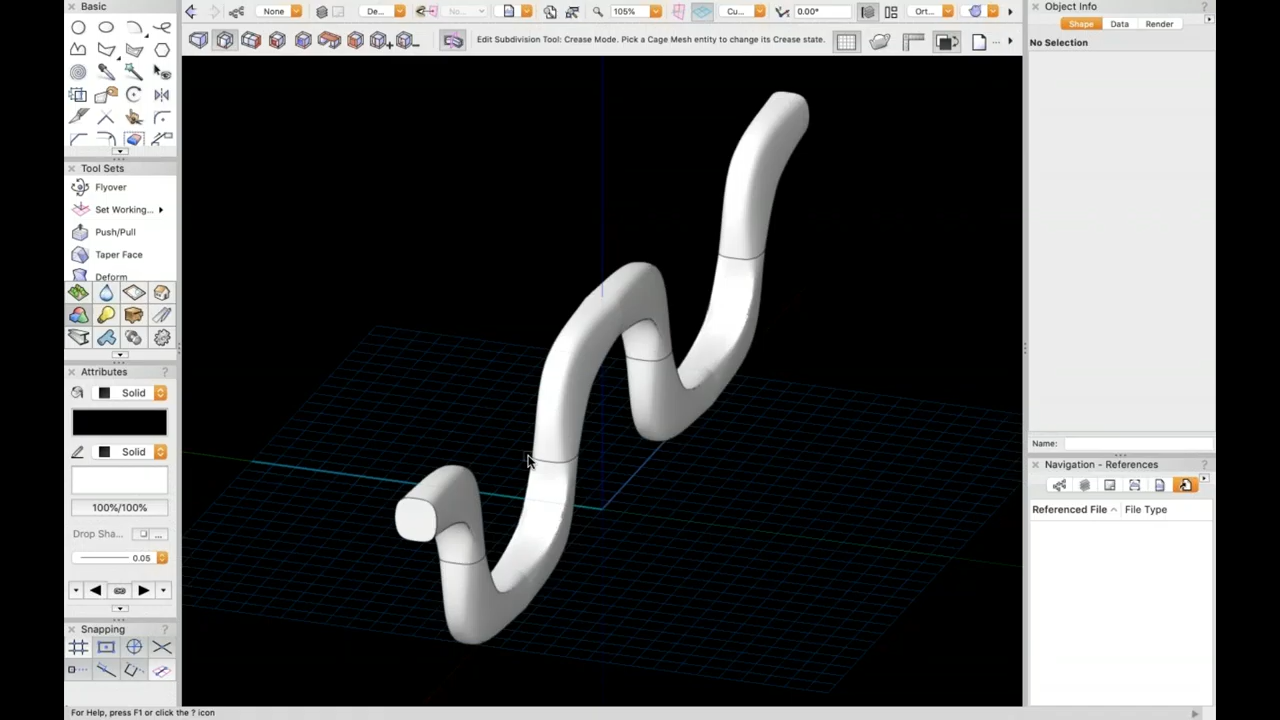 Basic
None
De...
No...
105%
Cu...
0.00°
Ort...
Object Info
?
Edit Subdivision Tool: Crease Mode. Pick a Cage Mesh entity to change its Crease state.
...
Shape
Data
Render
No Selection
Tool Sets
Flyover
Set Working...
Push/Pull
Taper Face
Deform
Attributes
?
Solid
Solid
100%/100%
Drop Sha...
...
0.05
Snapping
?
Name:
Navigation - References
?
Referenced File
File Type
For Help, press F1 or click the ? icon